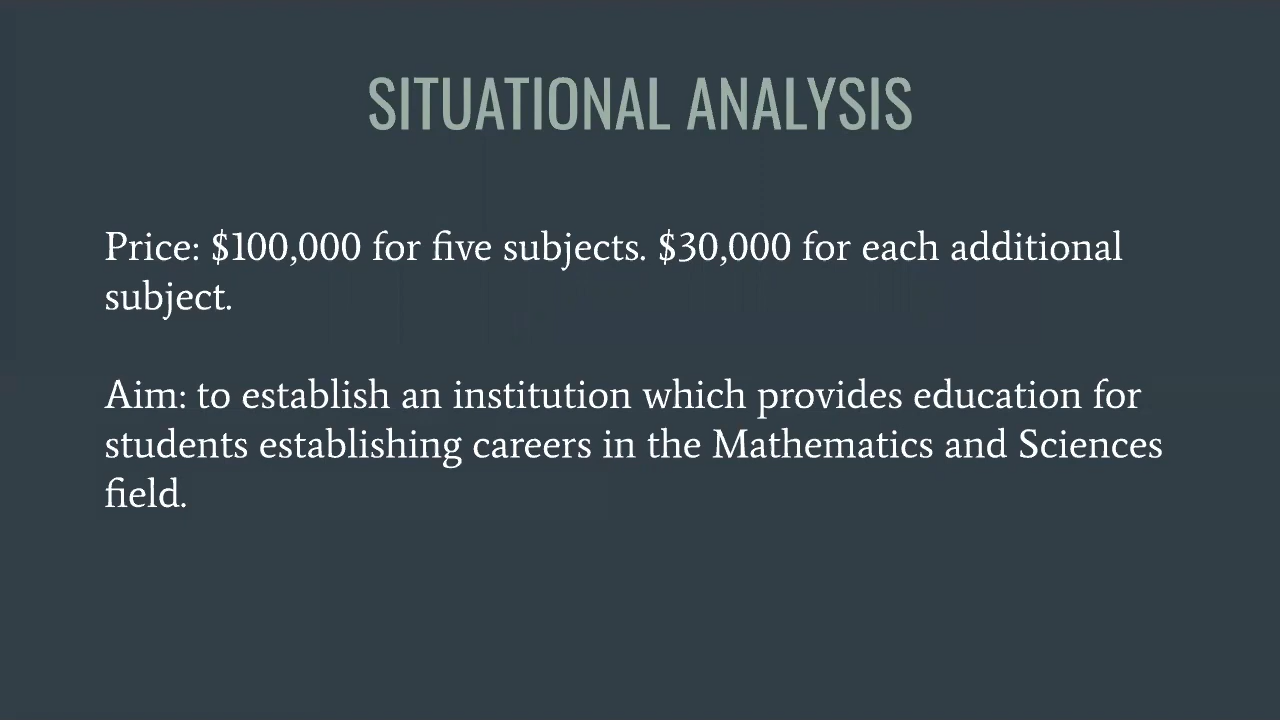 SITUATIONAL ANALYSIS
Price: $100,000 for five subjects. $30,000 for each additional
subject.
Aim: to establish an institution which provides education for
students establishing careers in the Mathematics and Sciences
field.